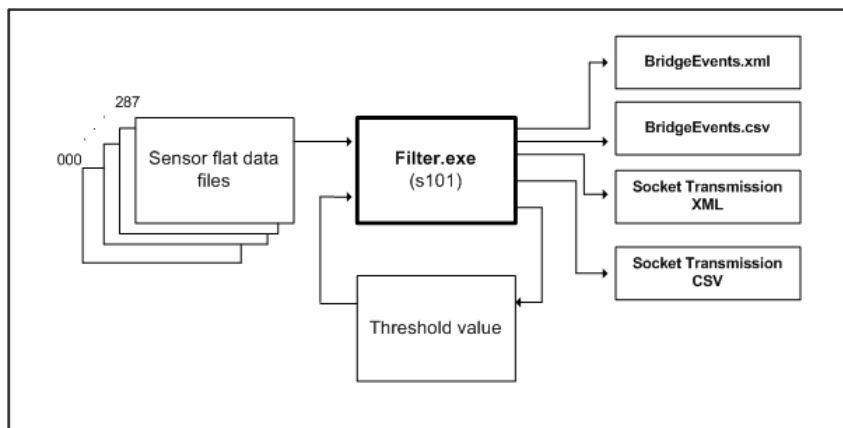 287
000
Sensor flat data
files
Filter.exe
(s101)
Threshold value
BridgeEvents.xml
BridgeEvents.csv
Socket Transmission
XML
Socket Transmission
CSV